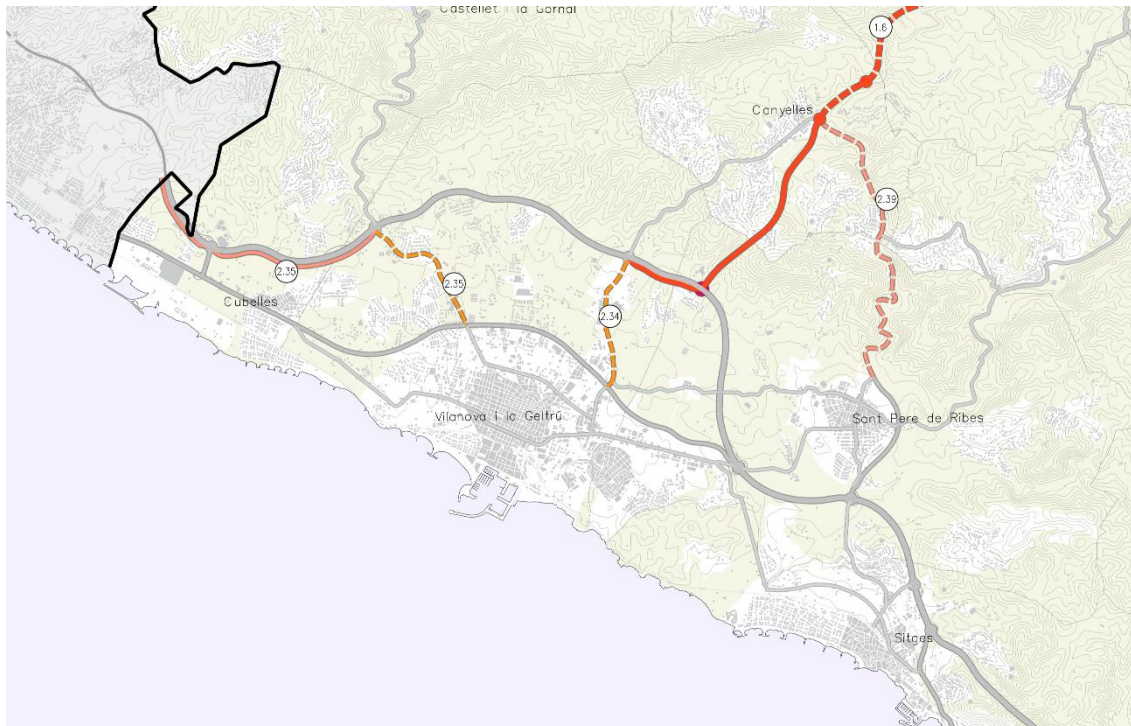 Castellet i la Gornal
1.6
Canyelles
2.39
2.36
2.35
Cubelles
2.34
Vilanova i la Geltrú
Sant Pere de Ribes
Sitges